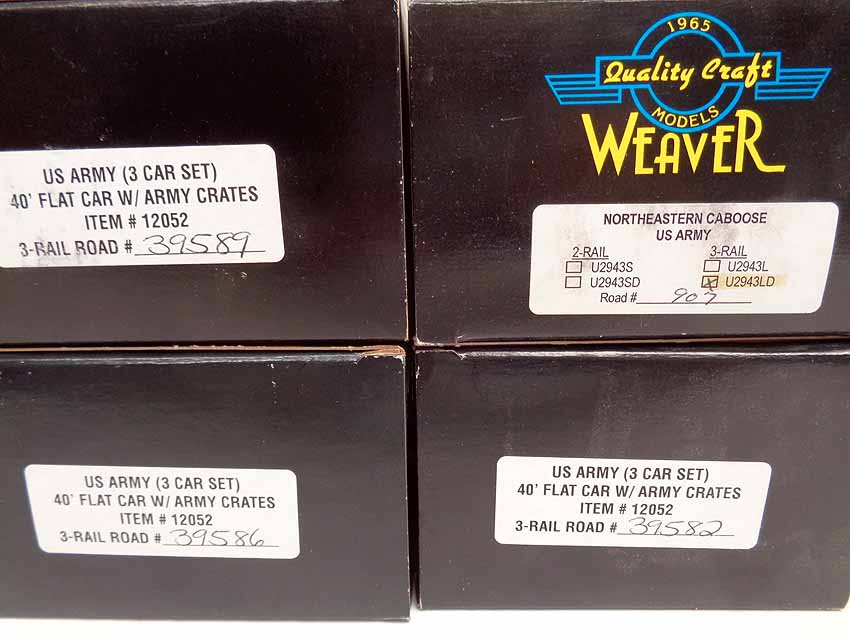 US ARMY (3 CAR SET)
40' FLAT CAR W/ ARMY CRATES
ITEM # 12052
3-RAIL ROAD # 39589
1965
Quality Craft
MODELS
WEAVER
NORTHEASTERN CABOOSE
US ARMY
2-RAIL 3-RAIL
U2943S U2943L
U2943SD U2943LD
Road # 907
US ARMY (3 CAR SET)
40' FLAT CAR W/ ARMY CRATES
ITEM # 12052
3-RAIL ROAD # 39586
US ARMY (3 CAR SET)
40' FLAT CAR W/ ARMY CRATES
ITEM # 12052
3-RAIL ROAD # 39582